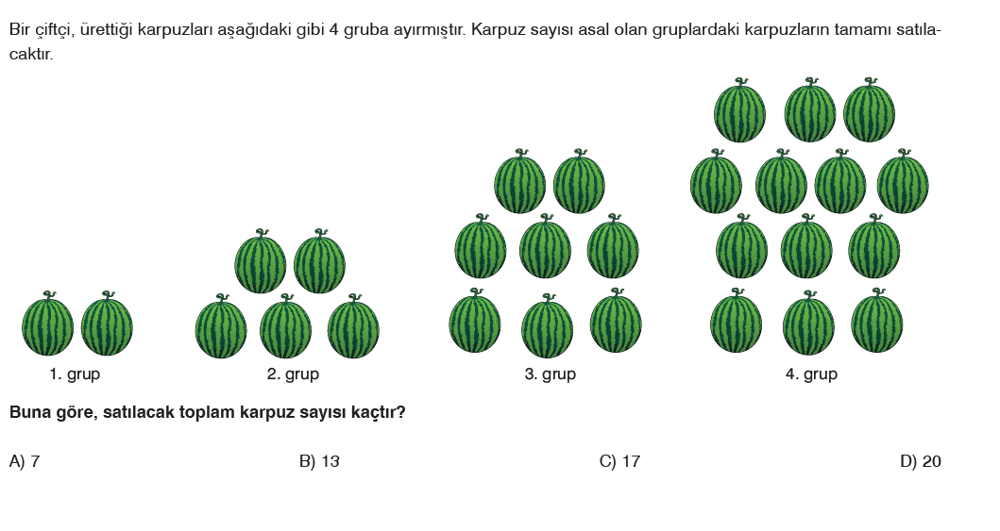 Bir çiftçi, ürettiği karpuzları aşağıdaki gibi 4 gruba ayırmıştır. Karpuz sayısı asal olan gruplardaki karpuzların tamamı satıla-
caktır.
1. grup 2. grup 3. grup 4. grup
Buna göre, satılacak toplam karpuz sayısı kaçtır?
A) 7 B) 13 C) 17 D) 20